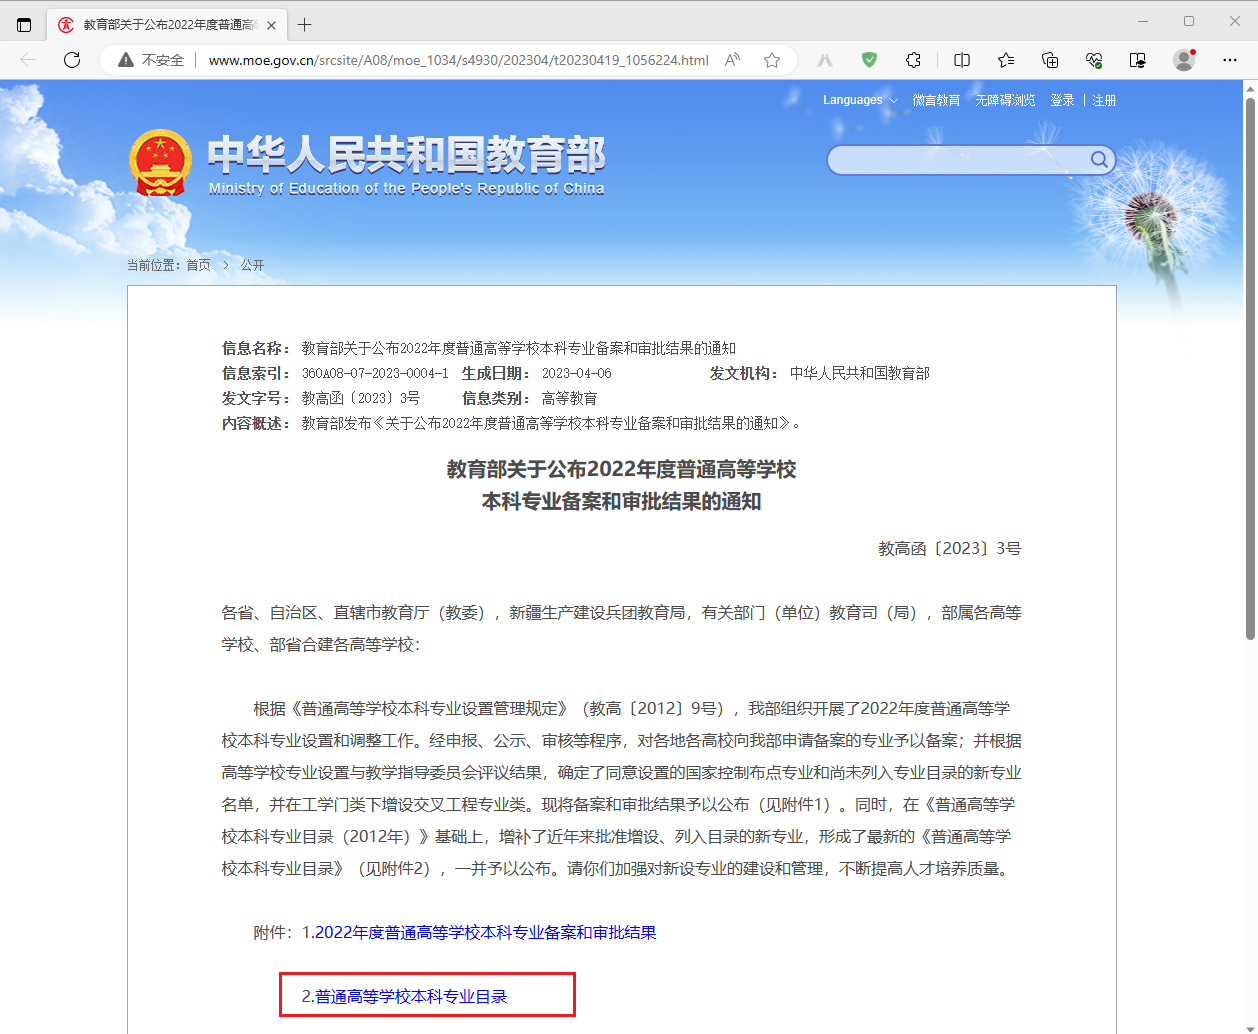 教育部关于公布2022年度普通高
不安全
www.moe.gov.cn/srcsite/A08/moe_1034/s4930/202304/t20230419_1056224.html
Languages 微言教育 无障碍浏览 登录 | 注册
中华人民共和国教育部
Ministry of Education of the People's Republic of China
当前位置：首页 > 公开
信息名称： 教育部关于公布2022年度普通高等学校本科专业备案和审批结果的通知
信息索引： 360A08-07-2023-0004-1 生成日期： 2023-04-06 发文机构： 中华人民共和国教育部
发文字号： 教高函〔2023〕3号 信息类别： 高等教育
内容概述： 教育部发布《关于公布2022年度普通高等学校本科专业备案和审批结果的通知》。
教育部关于公布2022年度普通高等学校
本科专业备案和审批结果的通知
教高函〔2023〕3号
各省、自治区、直辖市教育厅（教委），新疆生产建设兵团教育局，有关部门（单位）教育司（局），部属各高等
学校、部省合建各高等学校：
根据《普通高等学校本科专业设置管理规定》（教高〔2012〕9号），我部组织开展了2022年度普通高等学
校本科专业设置和调整工作。经申报、公示、审核等程序，对各地各高校向我部申请备案的专业予以备案；并根据
高等学校专业设置与教学指导委员会评议结果，确定了同意设置的国家控制布点专业和尚未列入专业目录的新专业
名单，并在工学门类下增设交叉工程专业类。现将备案和审批结果予以公布（见附件1）。同时，在《普通高等学
校本科专业目录（2012年）》基础上，增补了近年来批准增设、列入目录的新专业，形成了最新的《普通高等学
校本科专业目录》（见附件2），一并予以公布。请你们加强对新设专业的建设和管理，不断提高人才培养质量。
附件：1.2022年度普通高等学校本科专业备案和审批结果
2.普通高等学校本科专业目录